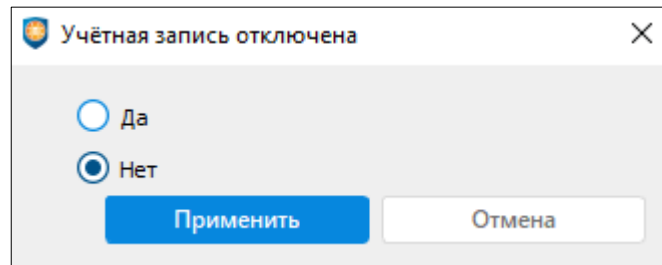 Учётная запись отключена
Да
Нет
Применить
Отмена